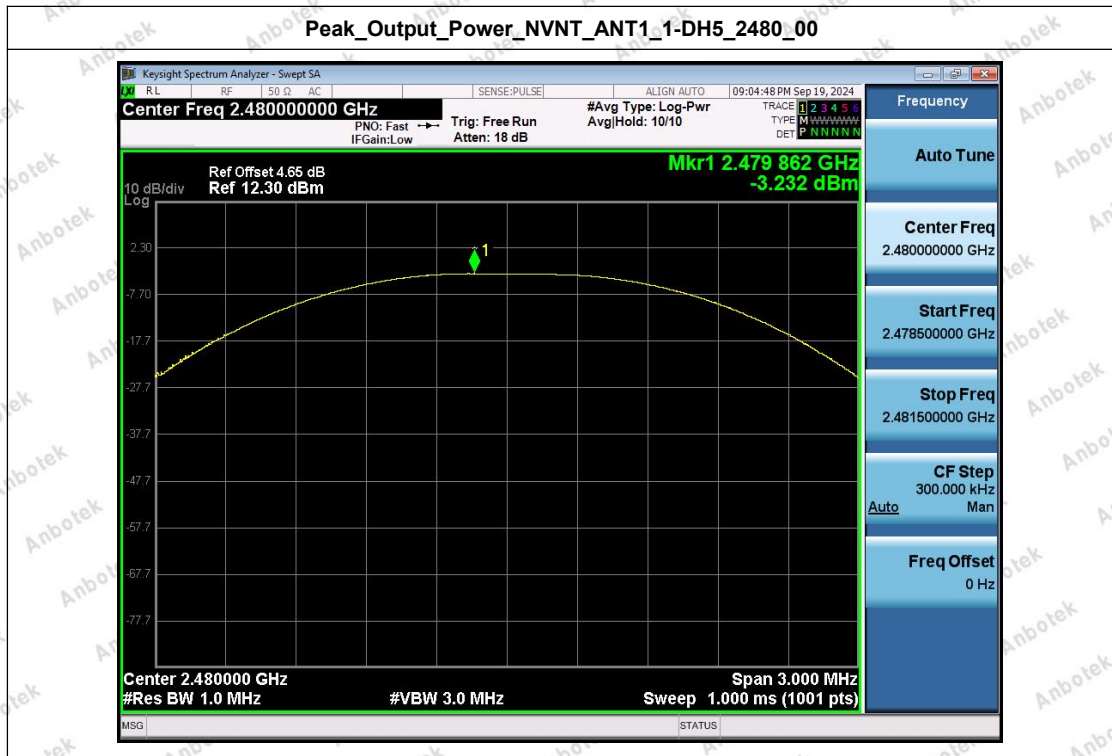 Peak_Output_Power_NVNT_ANT1_1-DH5_2480_00
Keysight Spectrum Analyzer - Swept SA
LXI RL RF 50 Ω AC SENSE:PULSE ALIGN AUTO 09:04:48 PM Sep 19, 2024
Center Freq 2.480000000 GHz
PNO: Fast
IFGain:Low
Trig: Free Run
Atten: 18 dB
#Avg Type: Log-Pwr
Avg|Hold: 10/10
TRACE 1 2 3 4 5 6
TYPE M WWWWW
DET P N N N N N
Frequency
Auto Tune
Center Freq
2.480000000 GHz
Start Freq
2.478500000 GHz
Stop Freq
2.481500000 GHz
CF Step
300.000 kHz
Auto Man
Freq Offset
0 Hz
Mkr1 2.479 862 GHz
-3.232 dBm
Ref Offset 4.65 dB
10 dB/div Ref 12.30 dBm
Log
1
2.30
-7.70
-17.7
-27.7
-37.7
-47.7
-57.7
-67.7
-77.7
Center 2.480000 GHz Span 3.000 MHz
#Res BW 1.0 MHz #VBW 3.0 MHz Sweep 1.000 ms (1001 pts)
MSG STATUS
Anbotek